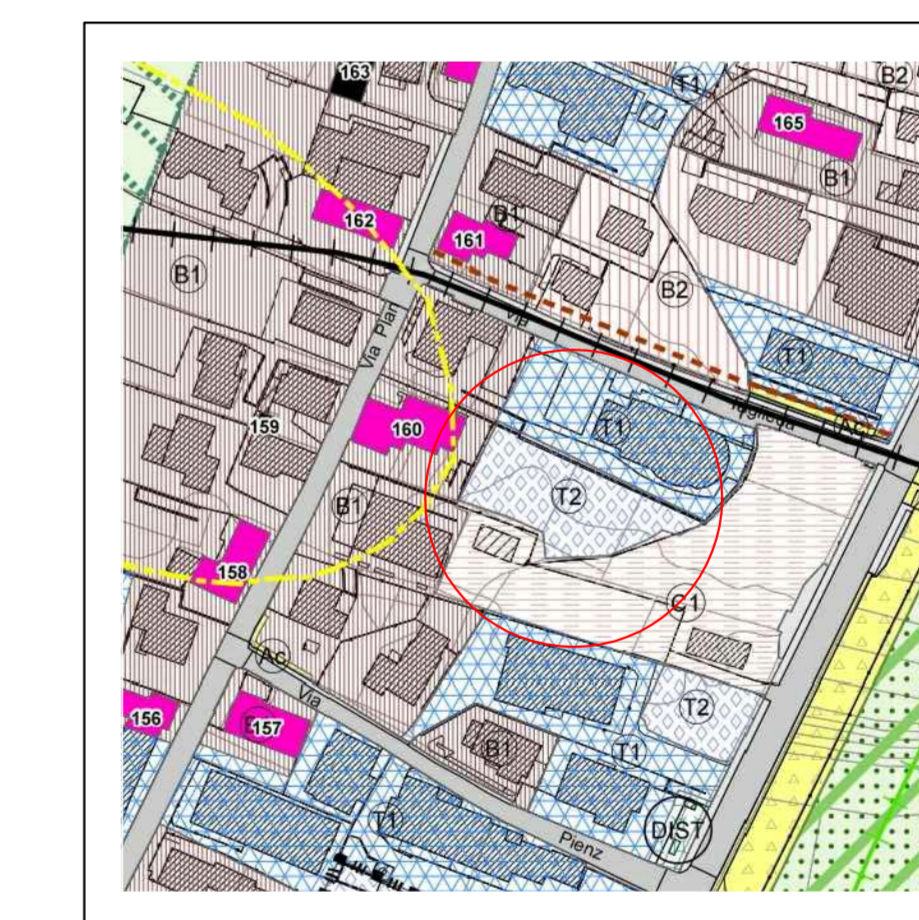 163
T1
B2
165
B1
162
B1
161
B1
B2
Via Plan
Via
T1
159
160
T1
T2
B1
158
C1
AC
Via
T2
156
157
B1
T1
T1
DIST
Pienz